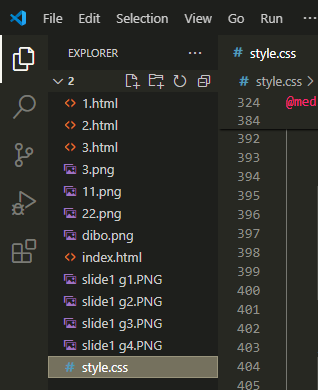 File Edit Selection View Go Run
EXPLORER ···
style.css
2
# style.css >
1.html
2.html
3.html
3.png
11.png
22.png
dibo.png
index.html
slide1 g1.PNG
slide1 g2.PNG
slide1 g3.PNG
slide1 g4.PNG
# style.css
324 @med
384
392
393
394
395
396
397
398
399
400
401
402
403
404
405